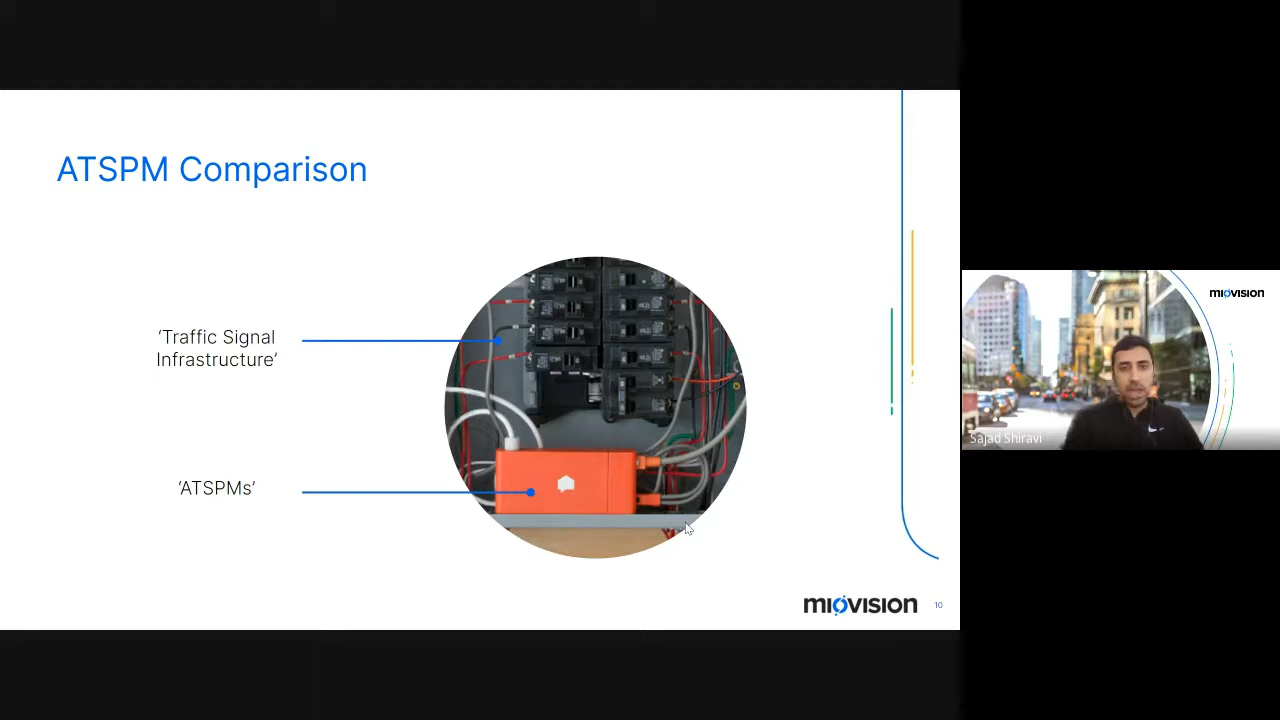 ATSPM Comparison
‘Traffic Signal
Infrastructure’
‘ATSPMs’
miovision
10
miovision
Sajad Shiravi